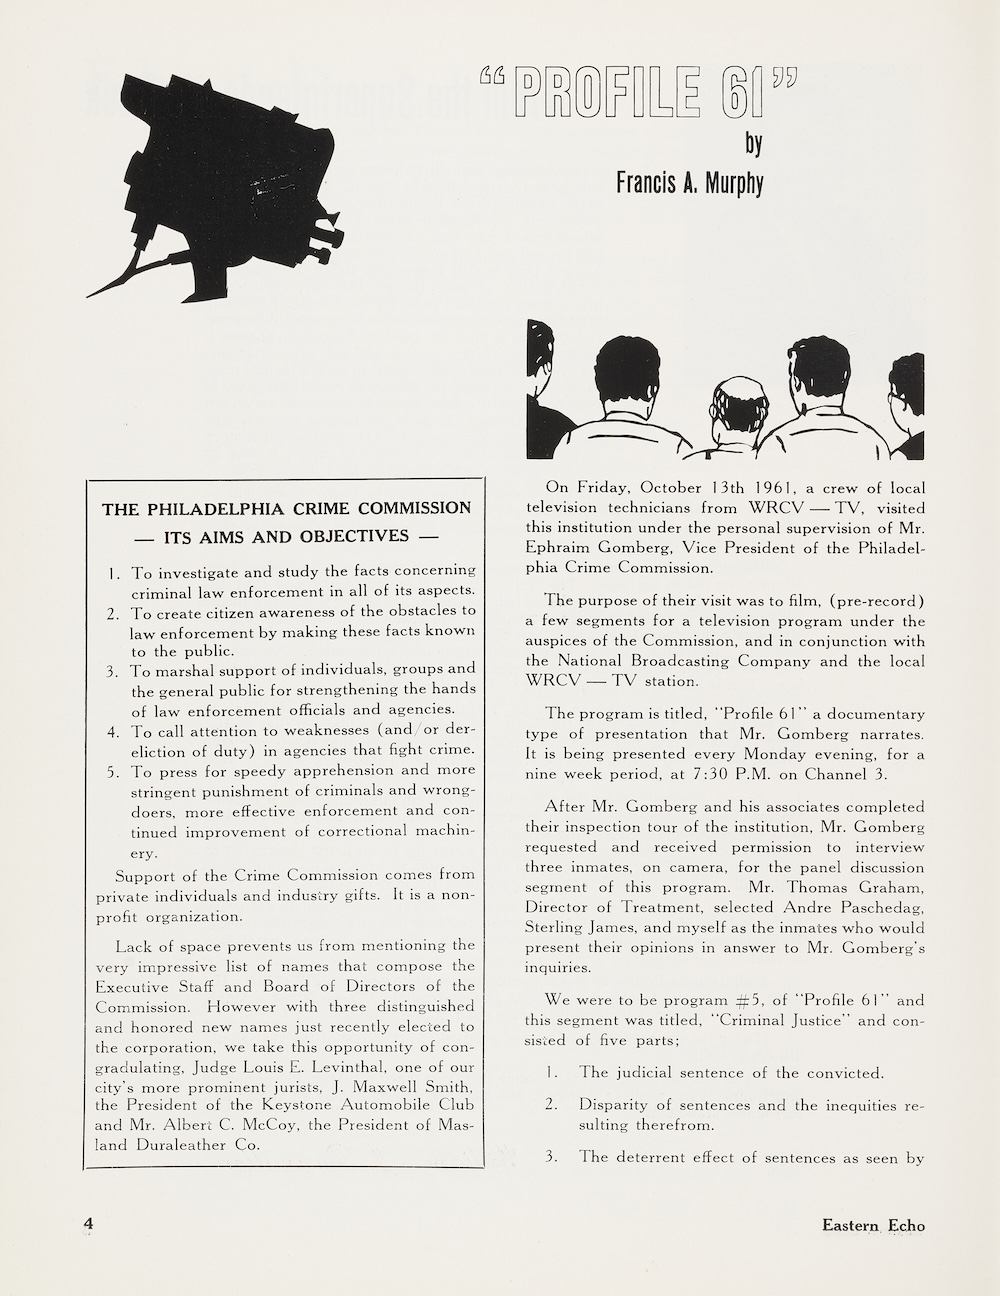 “PROFILE 61”
by
Francis A. Murphy
THE PHILADELPHIA CRIME COMMISSION
— ITS AIMS AND OBJECTIVES —
1. To investigate and study the facts concerning
criminal law enforcement in all of its aspects.
2. To create citizen awareness of the obstacles to
law enforcement by making these facts known
to the public.
3. To marshal support of individuals, groups and
the general public for strengthening the hands
of law enforcement officials and agencies.
4. To call attention to weaknesses (and/or der-
eliction of duty) in agencies that fight crime.
5. To press for speedy apprehension and more
stringent punishment of criminals and wrong-
doers, more effective enforcement and con-
tinued improvement of correctional machin-
ery.
Support of the Crime Commission comes from
private individuals and industry gifts. It is a non-
profit organization.
Lack of space prevents us from mentioning the
very impressive list of names that compose the
Executive Staff and Board of Directors of the
Commission. However with three distinguished
and honored new names just recently elected to
the corporation, we take this opportunity of con-
gradulating, Judge Louis E. Levinthal, one of our
city's more prominent jurists, J. Maxwell Smith,
the President of the Keystone Automobile Club
and Mr. Albert C. McCoy, the President of Mas-
land Duraleather Co.
On Friday, October 13th 1961, a crew of local
television technicians from WRCV — TV, visited
this institution under the personal supervision of Mr.
Ephraim Gomberg, Vice President of the Philadel-
phia Crime Commission.
The purpose of their visit was to film, (pre-record)
a few segments for a television program under the
auspices of the Commission, and in conjunction with
the National Broadcasting Company and the local
WRCV — TV station.
The program is titled, “Profile 61” a documentary
type of presentation that Mr. Gomberg narrates.
It is being presented every Monday evening, for a
nine week period, at 7:30 P.M. on Channel 3.
After Mr. Gomberg and his associates completed
their inspection tour of the institution, Mr. Gomberg
requested and received permission to interview
three inmates, on camera, for the panel discussion
segment of this program. Mr. Thomas Graham,
Director of Treatment, selected Andre Paschedag,
Sterling James, and myself as the inmates who would
present their opinions in answer to Mr. Gomberg's
inquiries.
We were to be program #5, of “Profile 61” and
this segment was titled, “Criminal Justice” and con-
sisted of five parts;
1. The judicial sentence of the convicted.
2. Disparity of sentences and the inequities re-
sulting therefrom.
3. The deterrent effect of sentences as seen by
4
Eastern Echo